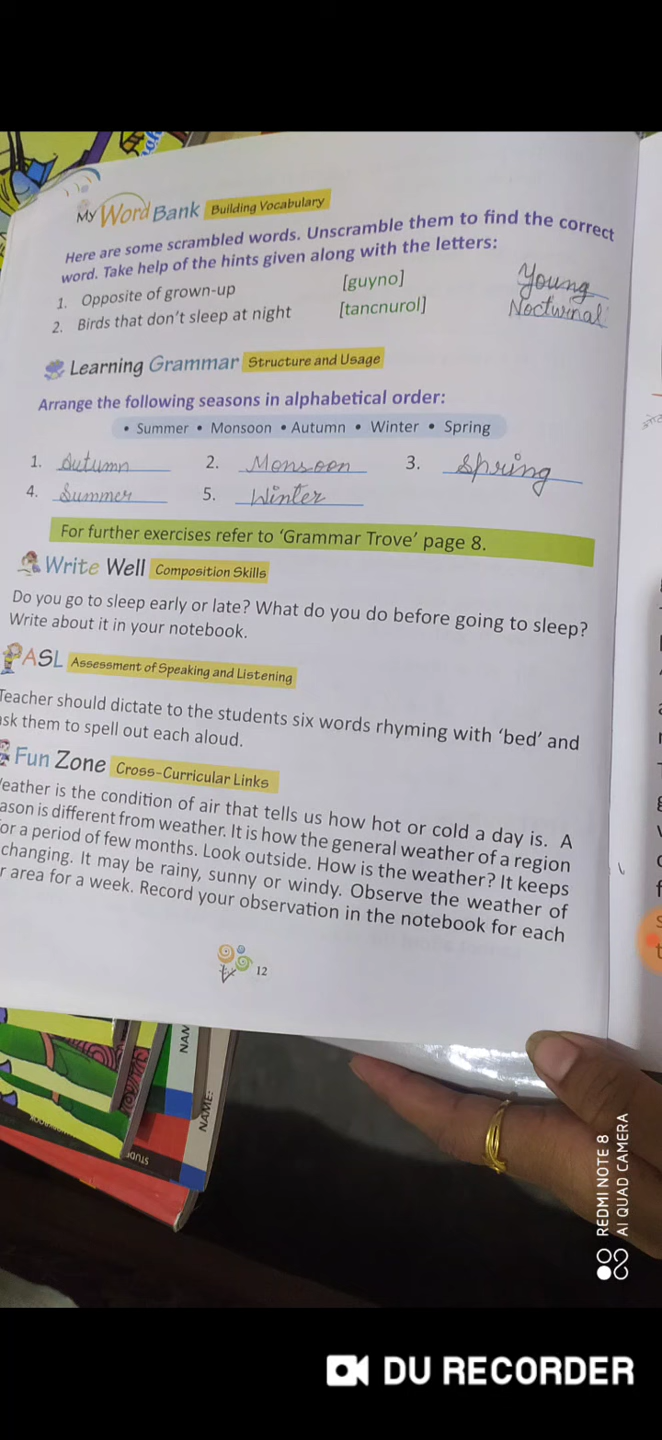 My Word Bank Building Vocabulary
Here are some scrambled words. Unscramble them to find the correct
word. Take help of the hints given along with the letters:
1. Opposite of grown-up [guyno] Young
2. Birds that don't sleep at night [tancnurol] Nocturnal
Learning Grammar Structure and Usage
Arrange the following seasons in alphabetical order:
• Summer • Monsoon • Autumn • Winter • Spring
1. Autumn 2. Monsoon 3. Spring
4. Summer 5. Winter
For further exercises refer to 'Grammar Trove' page 8.
Write Well Composition Skills
Do you go to sleep early or late? What do you do before going to sleep?
Write about it in your notebook.
ASL Assessment of Speaking and Listening
Teacher should dictate to the students six words rhyming with 'bed' and
ask them to spell out each aloud.
Fun Zone Cross-Curricular Links
eather is the condition of air that tells us how hot or cold a day is. A
ason is different from weather. It is how the general weather of a region
or a period of few months. Look outside. How is the weather? It keeps
changing. It may be rainy, sunny or windy. Observe the weather of
r area for a week. Record your observation in the notebook for each
12
NAM
NAME:
STUD
REDMI NOTE 8
AI QUAD CAMERA
DU RECORDER